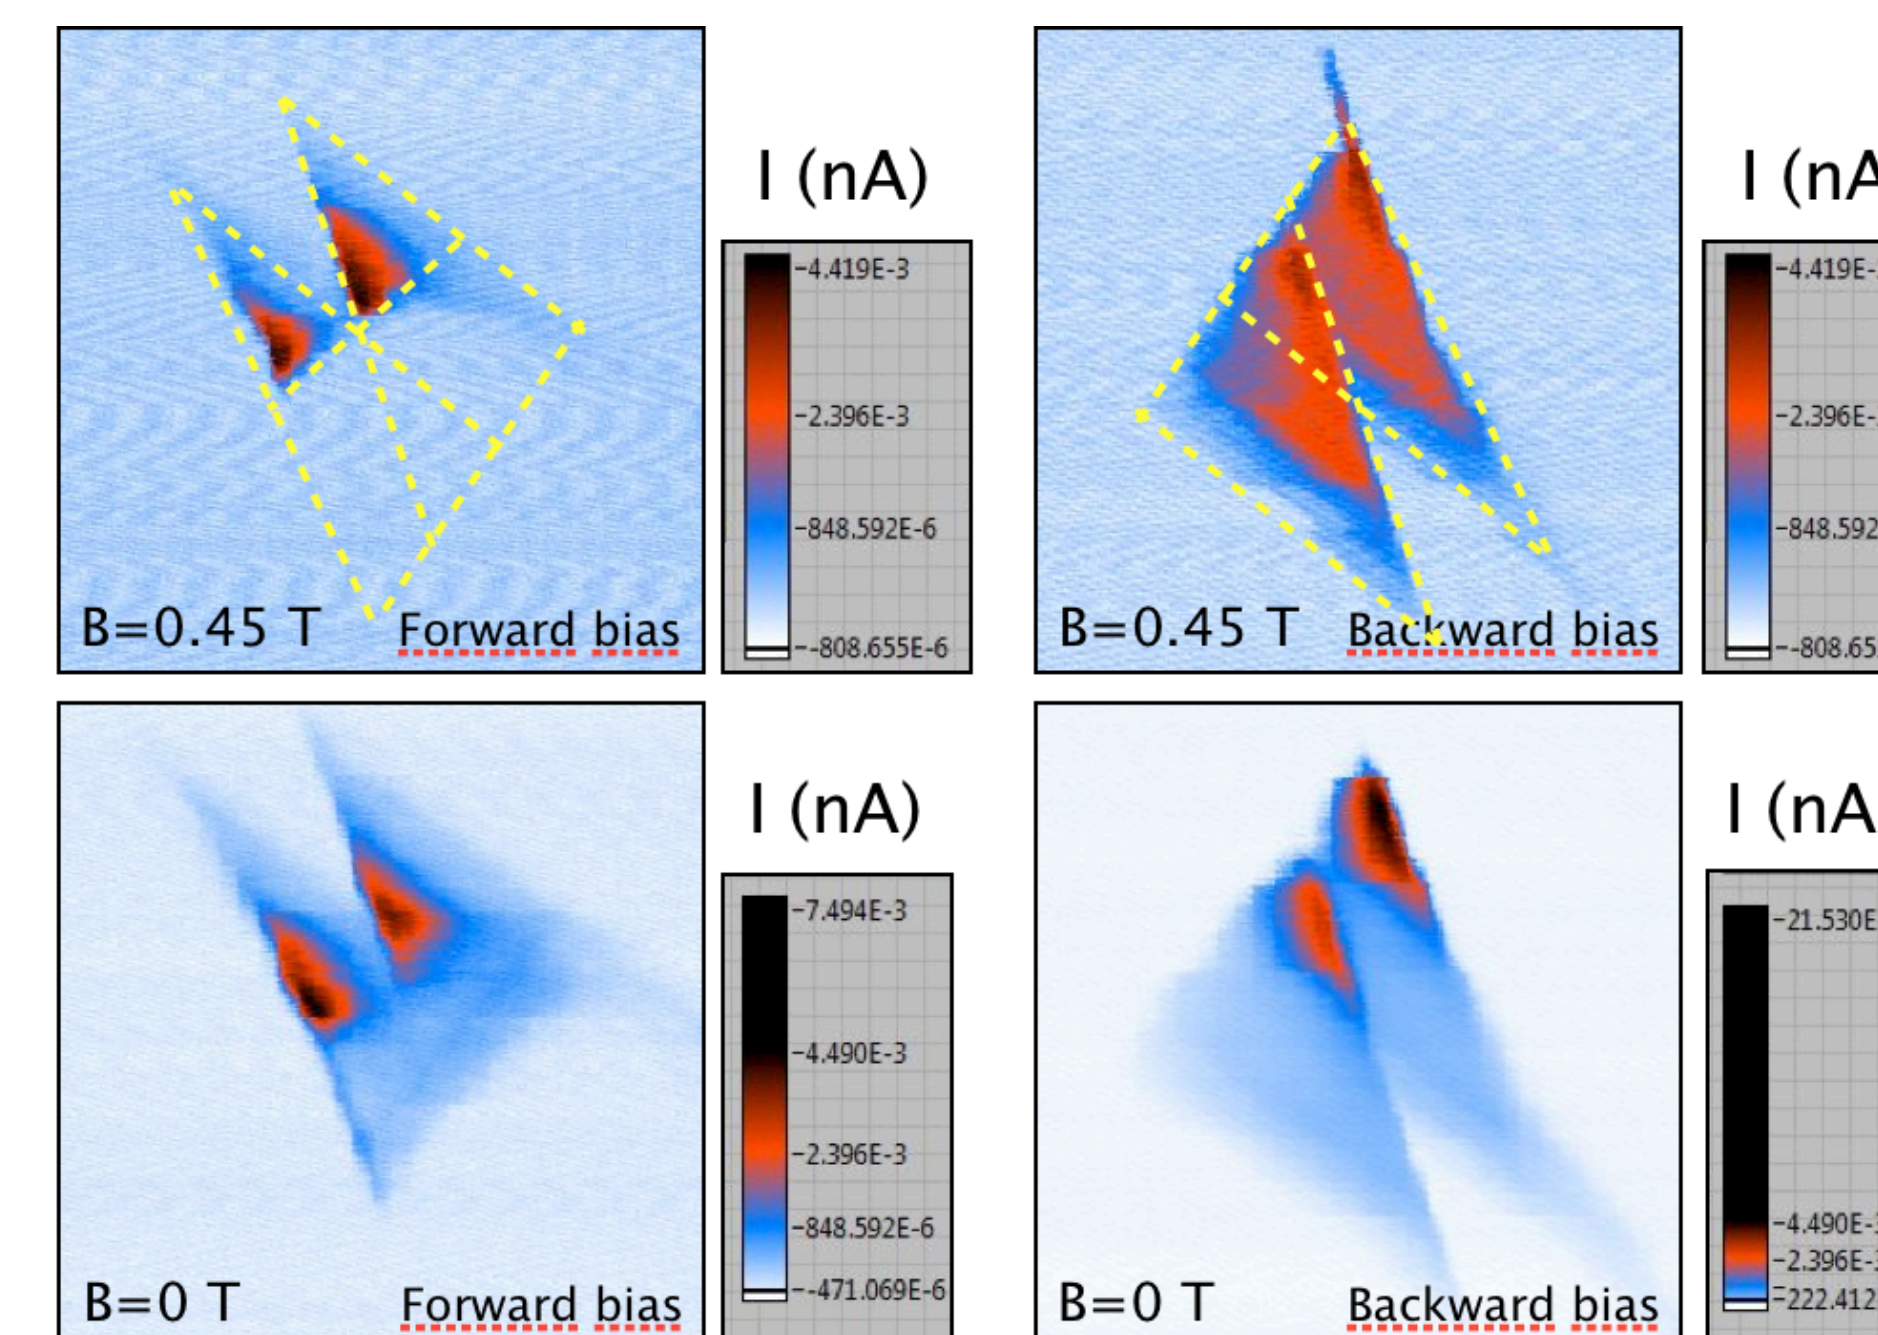 I (nA)
-4.419E-3
-2.396E-3
-848.592E-6
--808.655E-6
B=0.45 T Forward bias
I (nA
-4.419E-
-2.396E-
-848.592
--808.65
B=0.45 T Backward bias
I (nA)
-7.494E-3
-4.490E-3
-2.396E-3
-848.592E-6
--471.069E-6
B=0 T Forward bias
I (nA
-21.530E
-4.490E-3
-2.396E-3
-222.412
B=0 T Backward bias